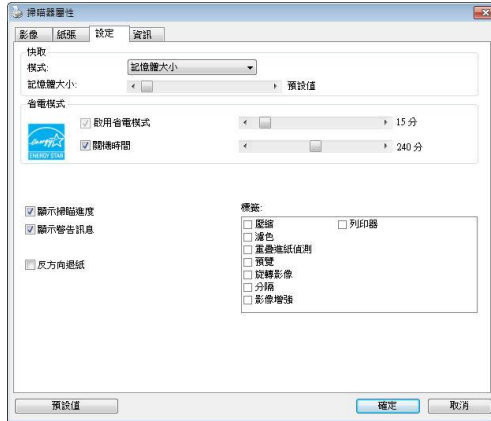 掃瞄器屬性
影像 紙張 設定 資訊
快取
模式: 記憶體大小
記憶體大小: 預設值
省電模式
啟用省電模式 15 分
關機時間 240 分
ENERGY STAR
顯示掃瞄進度
顯示警告訊息
反方向退紙
標籤:
壓縮 列印器
濾色
重疊進紙偵測
預覽
旋轉影像
分隔
影像增強
預設值 確定 取消